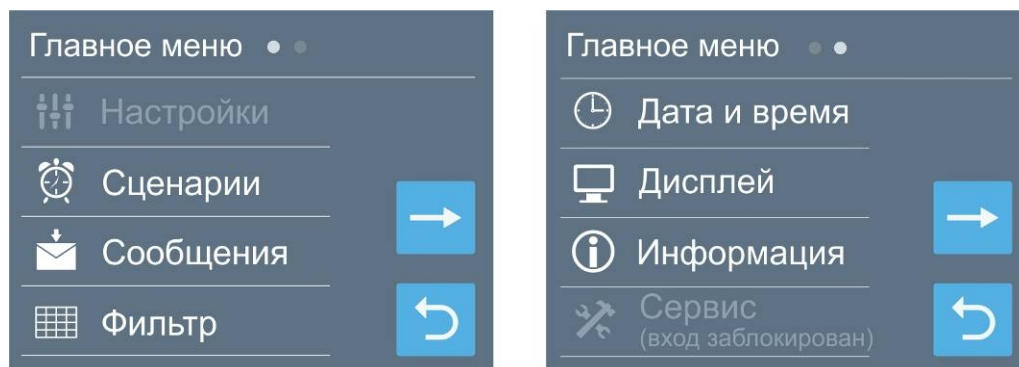 Главное меню
Настройки
Сценарии
Сообщения
Фильтр
Главное меню
Дата и время
Дисплей
Информация
Сервис
(вход заблокирован)